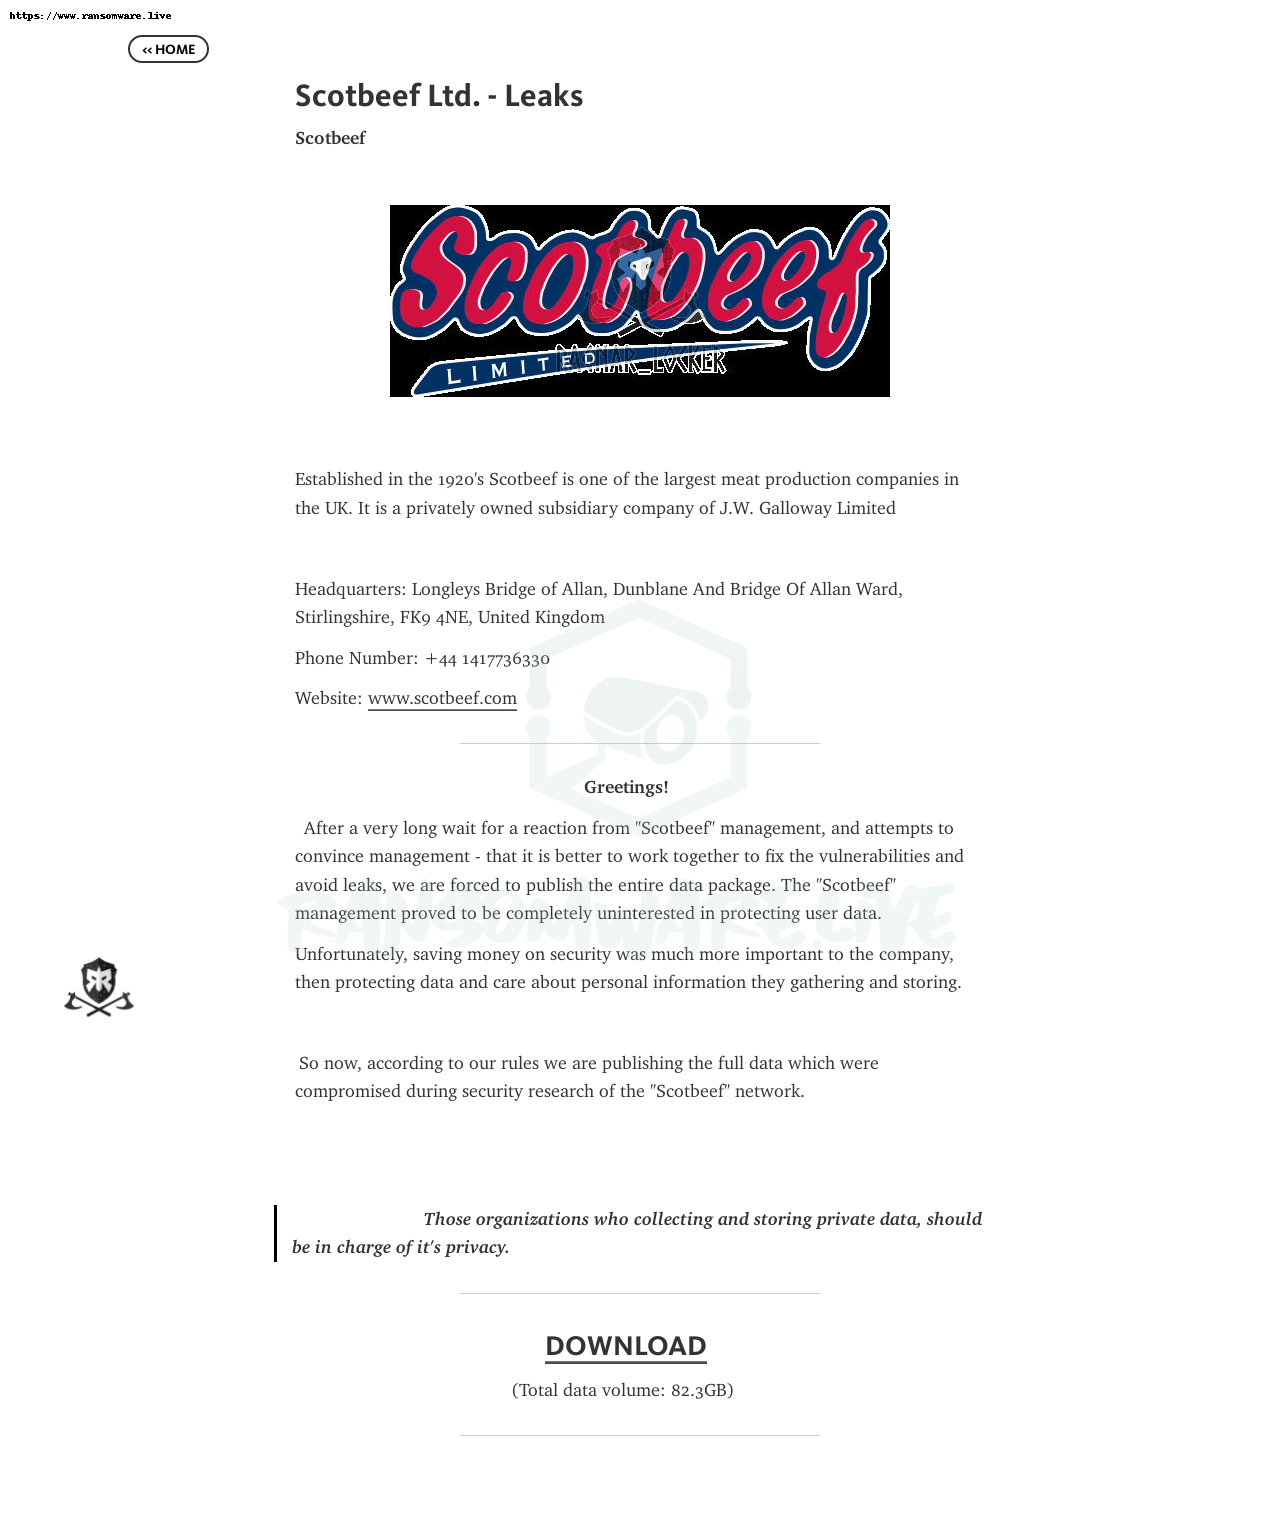 https://www.ransomware.live
<< HOME
Scotbeef Ltd. - Leaks
Scotbeef
Scotbeef
LIMITED
RAGNAR_LOCKER
Established in the 1920's Scotbeef is one of the largest meat production companies in
the UK. It is a privately owned subsidiary company of J.W. Galloway Limited
Headquarters: Longleys Bridge of Allan, Dunblane And Bridge Of Allan Ward,
Stirlingshire, FK9 4NE, United Kingdom
Phone Number: +44 1417736330
Website: www.scotbeef.com
Greetings!
After a very long wait for a reaction from "Scotbeef" management, and attempts to
convince management - that it is better to work together to fix the vulnerabilities and
avoid leaks, we are forced to publish the entire data package. The "Scotbeef"
management proved to be completely uninterested in protecting user data.
RANSOMWARE.LIVE
Unfortunately, saving money on security was much more important to the company,
then protecting data and care about personal information they gathering and storing.
So now, according to our rules we are publishing the full data which were
compromised during security research of the "Scotbeef" network.
Those organizations who collecting and storing private data, should
be in charge of it's privacy.
DOWNLOAD
(Total data volume: 82.3GB)